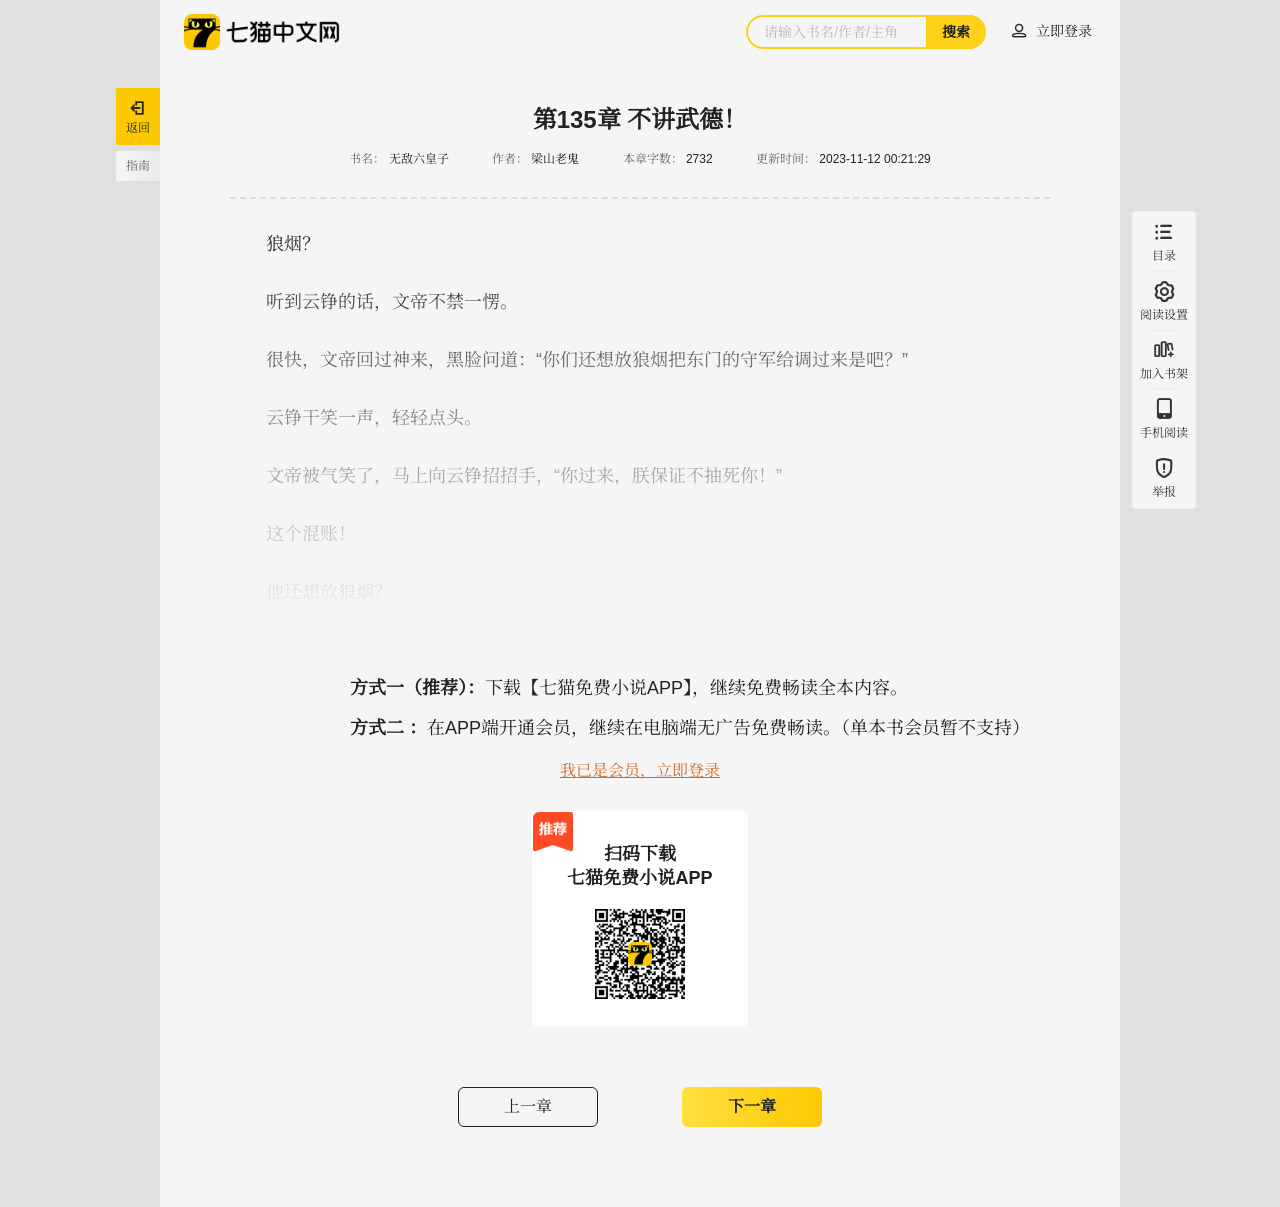 七猫中文网
请输入书名/作者/主角
搜索
立即登录
返回
指南
第135章 不讲武德！
书名： 无敌六皇子 作者： 梁山老鬼 本章字数： 2732 更新时间： 2023-11-12 00:21:29
狼烟？
听到云铮的话，文帝不禁一愣。
很快，文帝回过神来，黑脸问道：“你们还想放狼烟把东门的守军给调过来是吧？”
云铮干笑一声，轻轻点头。
文帝被气笑了，马上向云铮招招手，“你过来，朕保证不抽死你！”
这个混账！
他还想放狼烟？
目录
阅读设置
加入书架
手机阅读
举报
方式一（推荐）：下载【七猫免费小说APP】，继续免费畅读全本内容。
方式二 ：在APP端开通会员，继续在电脑端无广告免费畅读。（单本书会员暂不支持）
我已是会员，立即登录
推荐
扫码下载
七猫免费小说APP
上一章
下一章